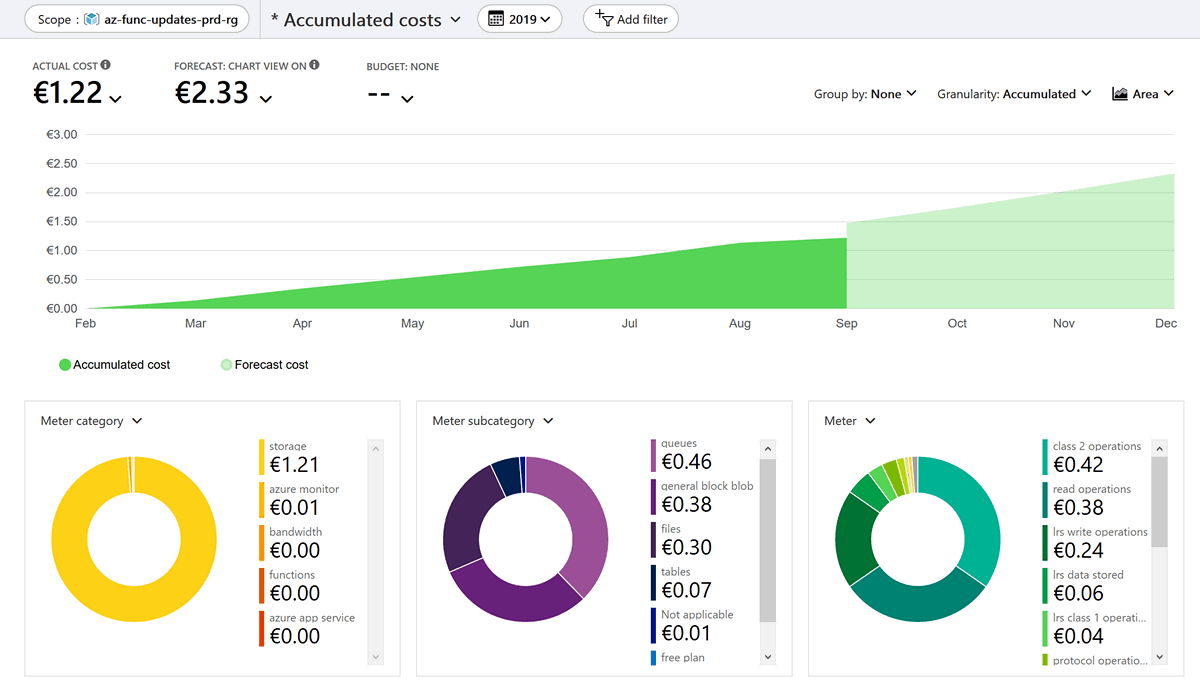 Scope : az-func-updates-prd-rg
* Accumulated costs
2019
Add filter
ACTUAL COST
FORECAST: CHART VIEW ON
BUDGET: NONE
€1.22
€2.33
--
Group by: None
Granularity: Accumulated
Area
€3.00
€2.50
€2.00
€1.50
€1.00
€0.50
€0.00
Feb Mar Apr May Jun Jul Aug Sep Oct Nov Dec
Accumulated cost
Forecast cost
Meter category
storage
€1.21
azure monitor
€0.01
bandwidth
€0.00
functions
€0.00
azure app service
€0.00
Meter subcategory
queues
€0.46
general block blob
€0.38
files
€0.30
tables
€0.07
Not applicable
€0.01
free plan
Meter
class 2 operations
€0.42
read operations
€0.38
lrs write operations
€0.24
lrs data stored
€0.06
lrs class 1 operati...
€0.04
protocol operatio...